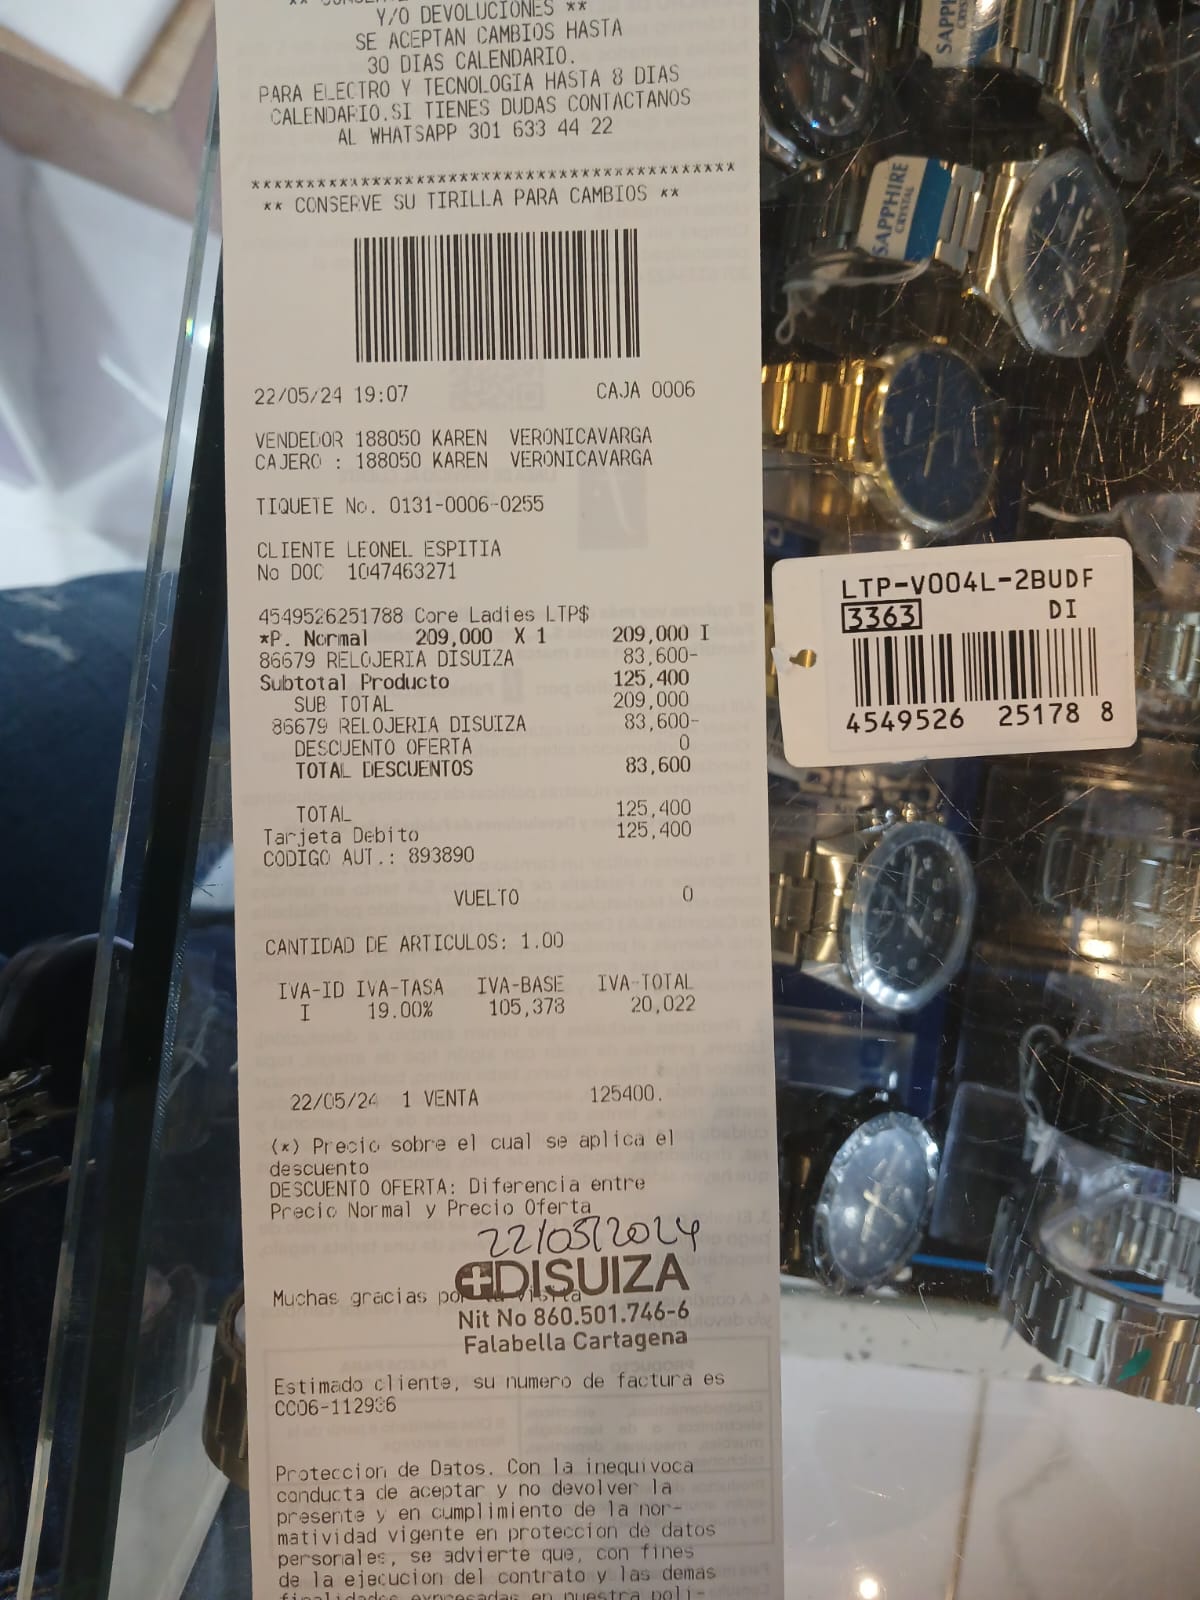 Y/O DEVOLUCIONES **
SE ACEPTAN CAMBIOS HASTA
30 DIAS CALENDARIO.
PARA ELECTRO Y TECNOLOGIA HASTA 8 DIAS
CALENDARIO.SI TIENES DUDAS CONTACTANOS
AL WHATSAPP 301 633 44 22
****************************************
** CONSERVE SU TIRILLA PARA CAMBIOS **
22/05/24 19:07 CAJA 0006
VENDEDOR 188050 KAREN VERONICAVARGA
CAJERO : 188050 KAREN VERONICAVARGA
TIQUETE No. 0131-0006-0255
CLIENTE LEONEL ESPITIA
No DOC 1047463271
4549526251788 Core Ladies LTP$
*P. Normal 209,000 X 1 209,000 I
86679 RELOJERIA DISUIZA 83,600-
Subtotal Producto 125,400
SUB TOTAL 209,000
86679 RELOJERIA DISUIZA 83,600-
DESCUENTO OFERTA 0
TOTAL DESCUENTOS 83,600
TOTAL 125,400
Tarjeta Debito 125,400
CODIGO AUT.: 893890
VUELTO 0
CANTIDAD DE ARTICULOS: 1.00
IVA-ID IVA-TASA IVA-BASE IVA-TOTAL
I 19.00% 105,378 20,022
22/05/24 1 VENTA 125400.
(*) Precio sobre el cual se aplica el
descuento
DESCUENTO OFERTA: Diferencia entre
Precio Normal y Precio Oferta
22/05/2024
DISUIZA
Muchas gracias por tu visita
Nit No 860.501.746-6
Falabella Cartagena
Estimado cliente, su numero de factura es
CC06-112936
Proteccion de Datos. Con la inequivoca
conducta de aceptar y no devolver la
presente y en cumplimiento de la nor-
matividad vigente en proteccion de datos
personales, se advierte que, con fines
de la ejecucion del contrato y las demas
finalidades expresadas en nuestra poli-
LTP-V004L-2BUDF
3363 DI
4549526 25178 8
SAPPHIRE
CRYSTAL
SAPPH
CRYSTAL